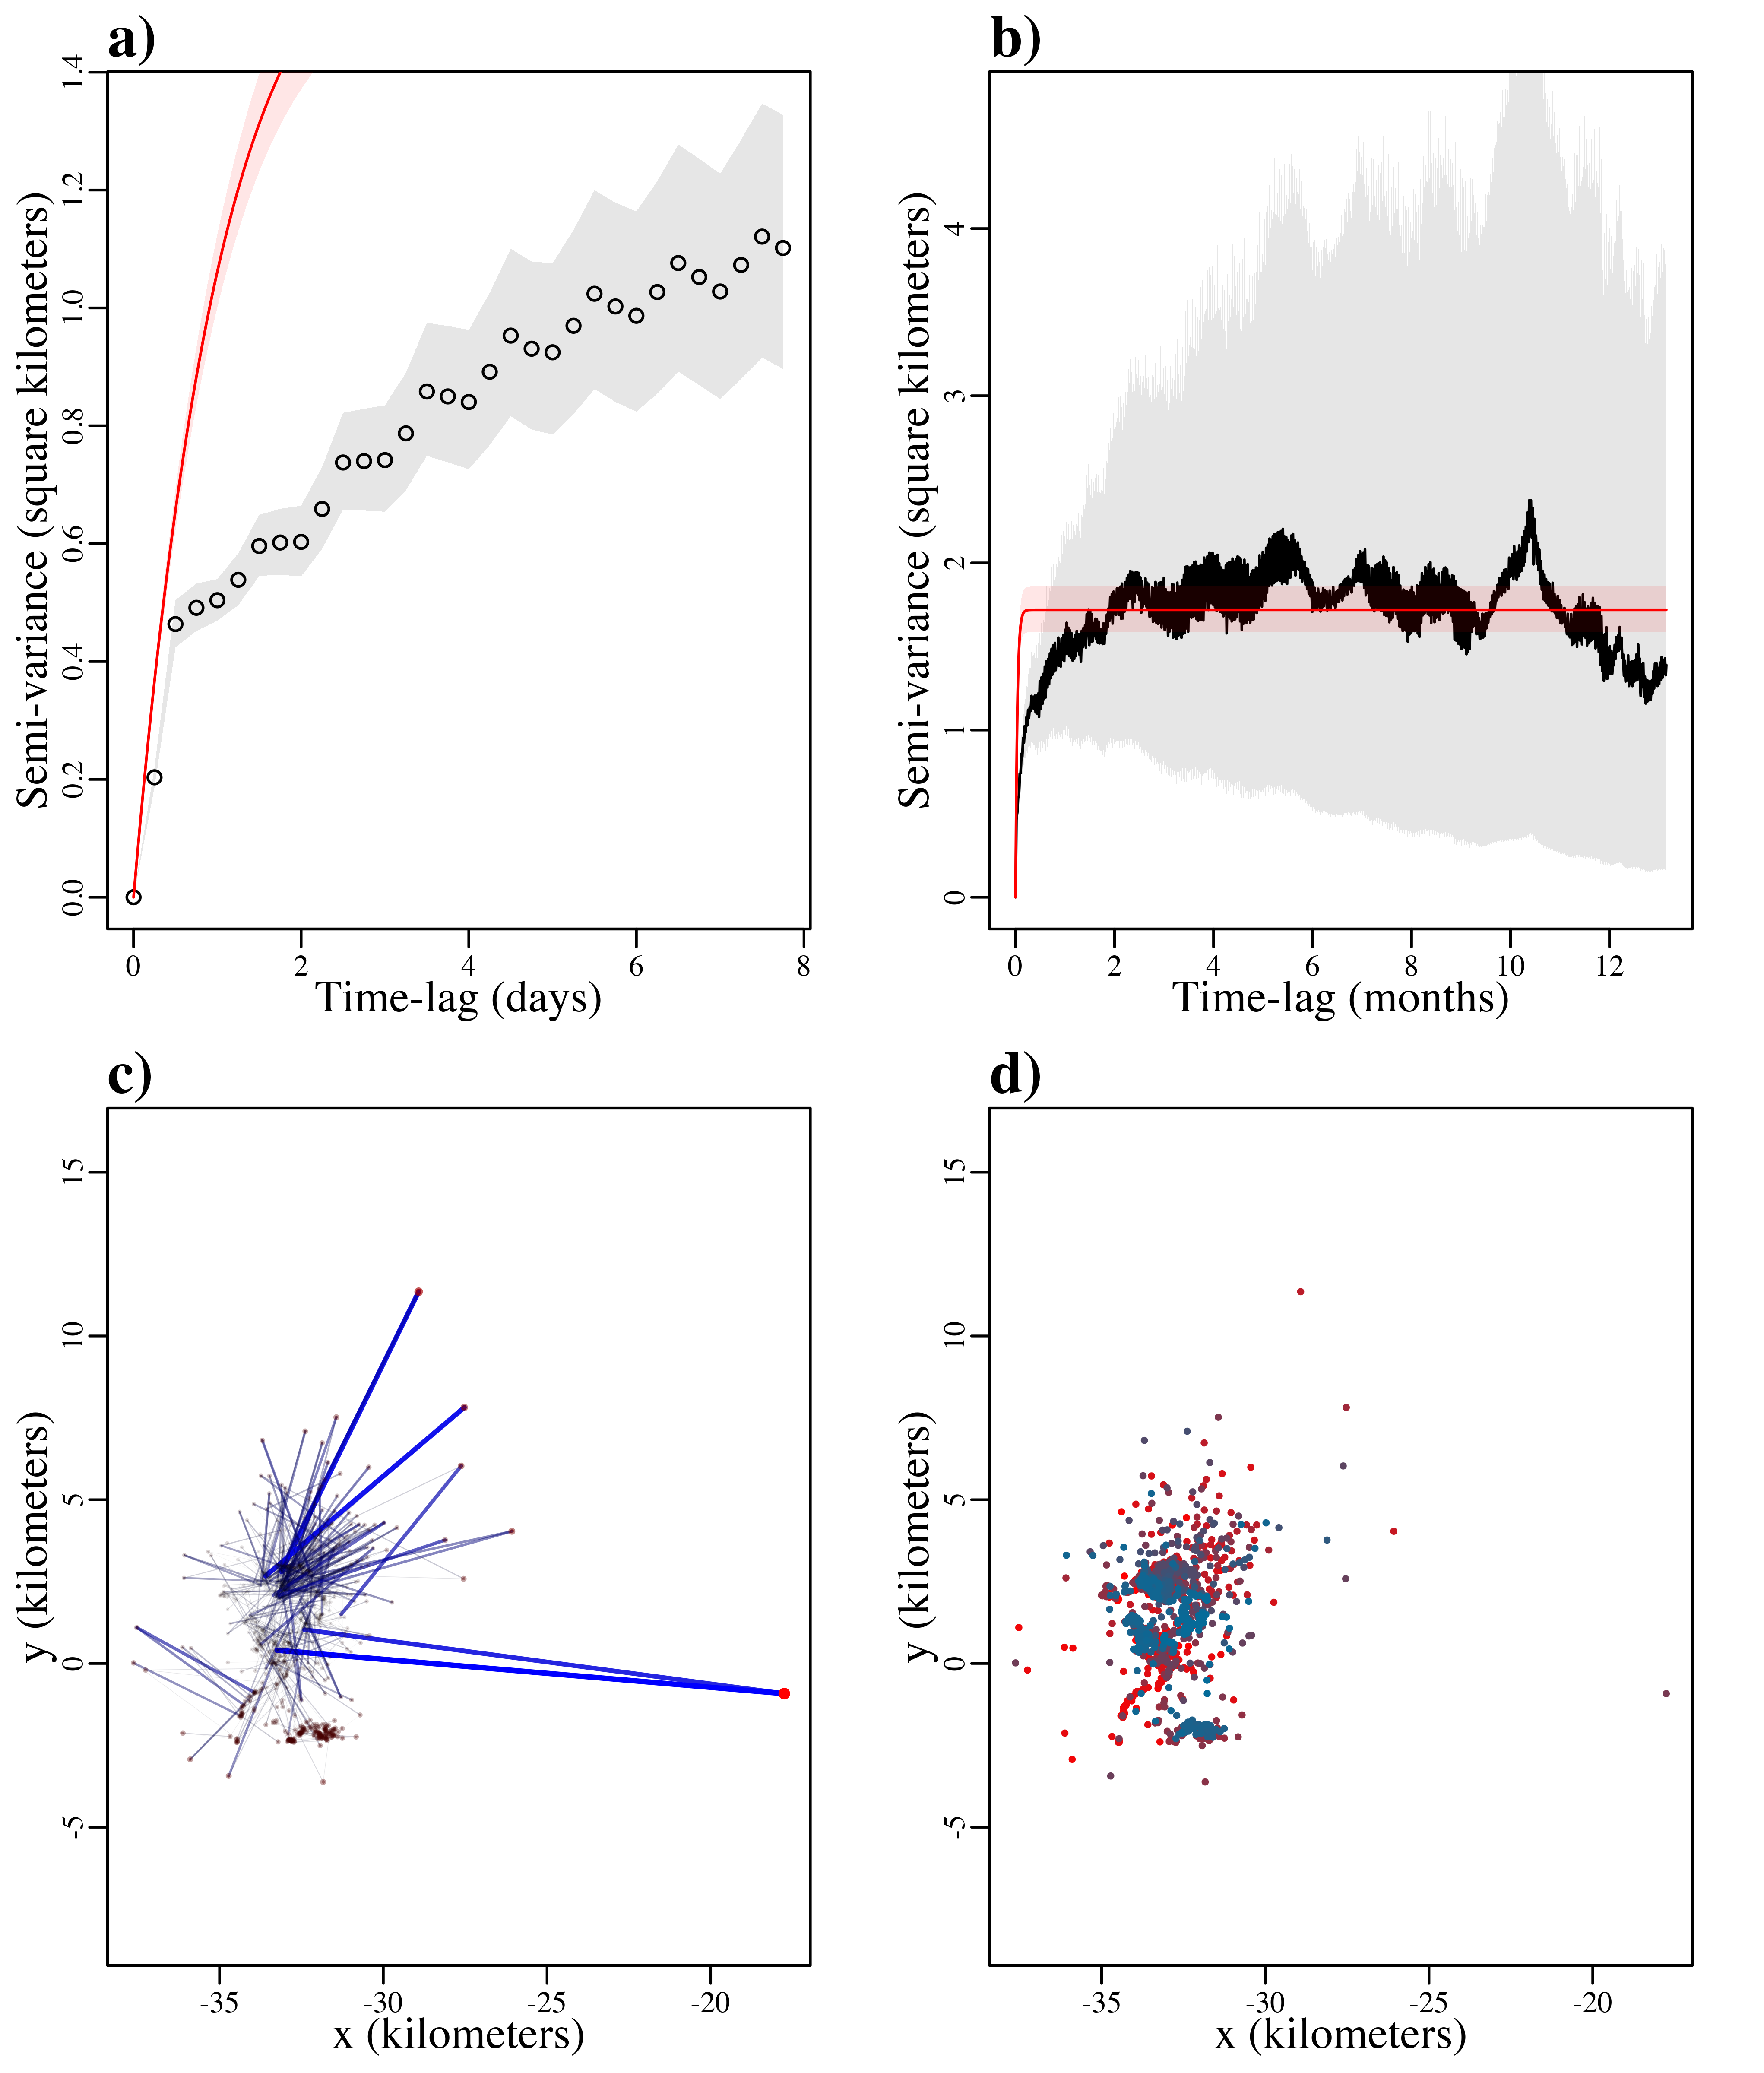 a)
Semi-variance (square kilometers)
1.4
1.2
1.0
0.8
0.6
0.4
0.2
0.0
0 2 4 6 8
Time-lag (days)
b)
Semi-variance (square kilometers)
4
3
2
1
0
0 2 4 6 8 10 12
Time-lag (months)
c)
y (kilometers)
15
10
5
0
-5
-35 -30 -25 -20
x (kilometers)
d)
y (kilometers)
15
10
5
0
-5
-35 -30 -25 -20
x (kilometers)